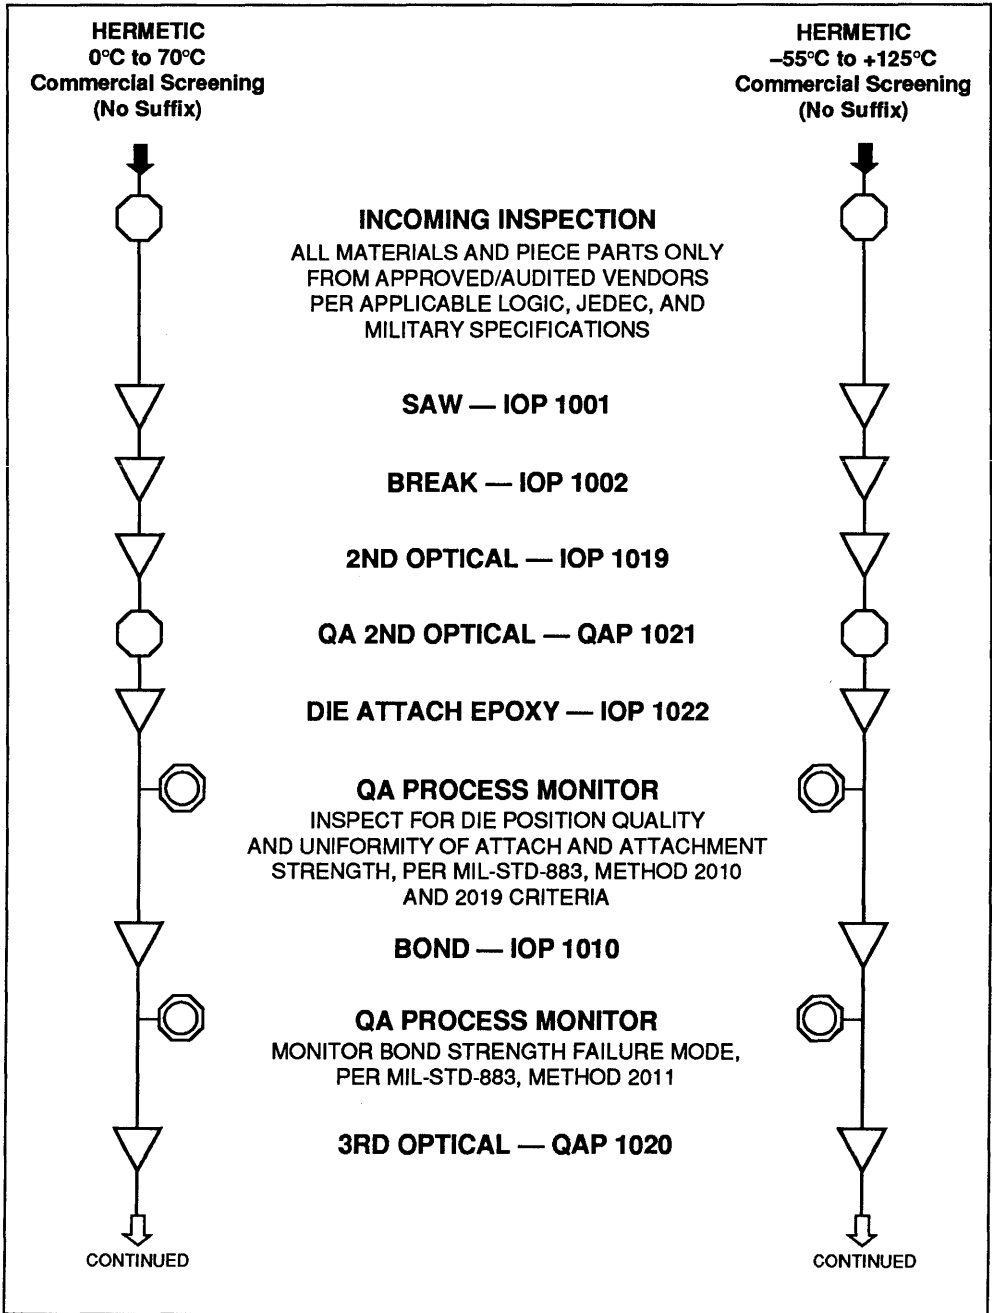 HERMETIC
0°C to 70°C
Commercial Screening
(No Suffix)
HERMETIC
–55°C to +125°C
Commercial Screening
(No Suffix)
INCOMING INSPECTION
ALL MATERIALS AND PIECE PARTS ONLY
FROM APPROVED/AUDITED VENDORS
PER APPLICABLE LOGIC, JEDEC, AND
MILITARY SPECIFICATIONS
SAW — IOP 1001
BREAK — IOP 1002
2ND OPTICAL — IOP 1019
QA 2ND OPTICAL — QAP 1021
DIE ATTACH EPOXY — IOP 1022
QA PROCESS MONITOR
INSPECT FOR DIE POSITION QUALITY
AND UNIFORMITY OF ATTACH AND ATTACHMENT
STRENGTH, PER MIL-STD-883, METHOD 2010
AND 2019 CRITERIA
BOND — IOP 1010
QA PROCESS MONITOR
MONITOR BOND STRENGTH FAILURE MODE,
PER MIL-STD-883, METHOD 2011
3RD OPTICAL — QAP 1020
CONTINUED
CONTINUED